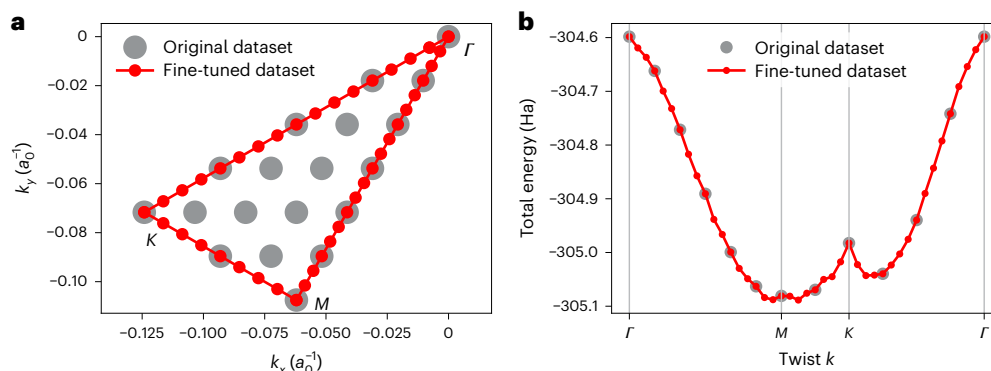 a
0
−0.02
−0.04
−0.06
−0.08
−0.10
k_y (a_0^{−1})
Original dataset
Fine-tuned dataset
Γ
K
M
−0.125
−0.100
−0.075
−0.050
−0.025
0
k_x (a_0^{−1})
b
−304.6
−304.7
−304.8
−304.9
−305.0
−305.1
Total energy (Ha)
Original dataset
Fine-tuned dataset
Γ
M
K
Γ
Twist k